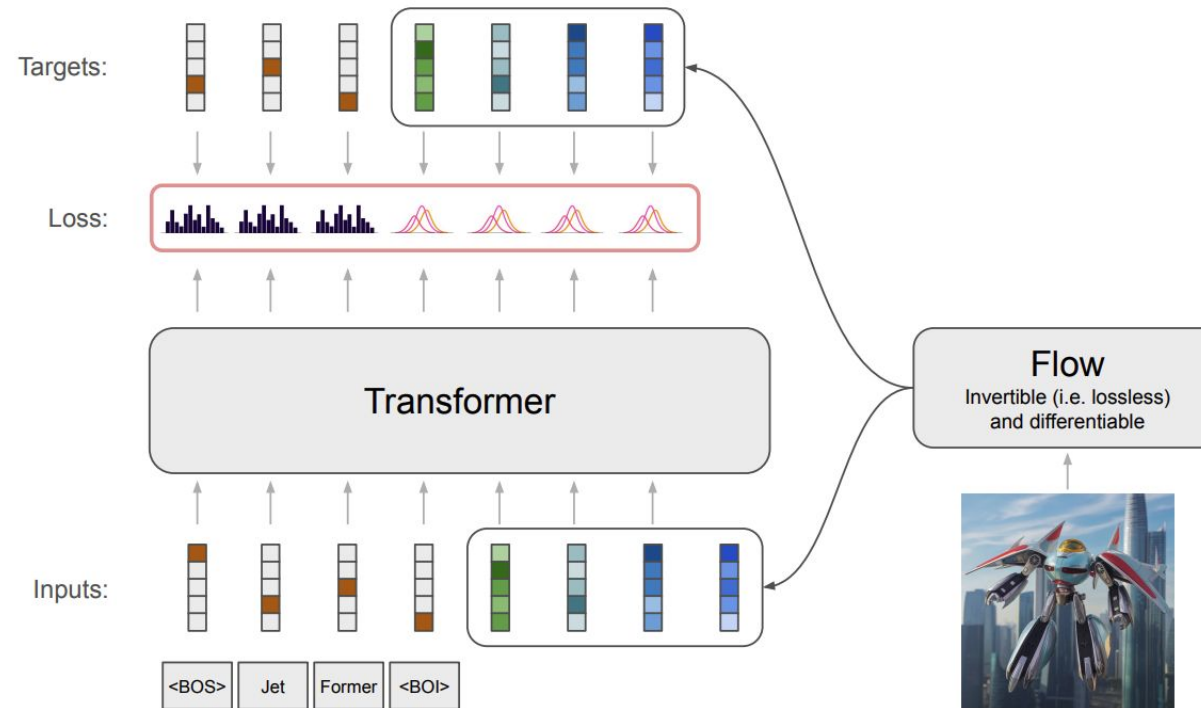 Targets:
Loss:
Transformer
Flow
Invertible (i.e. lossless)
and differentiable
Inputs:
<BOS> Jet Former <BOI>